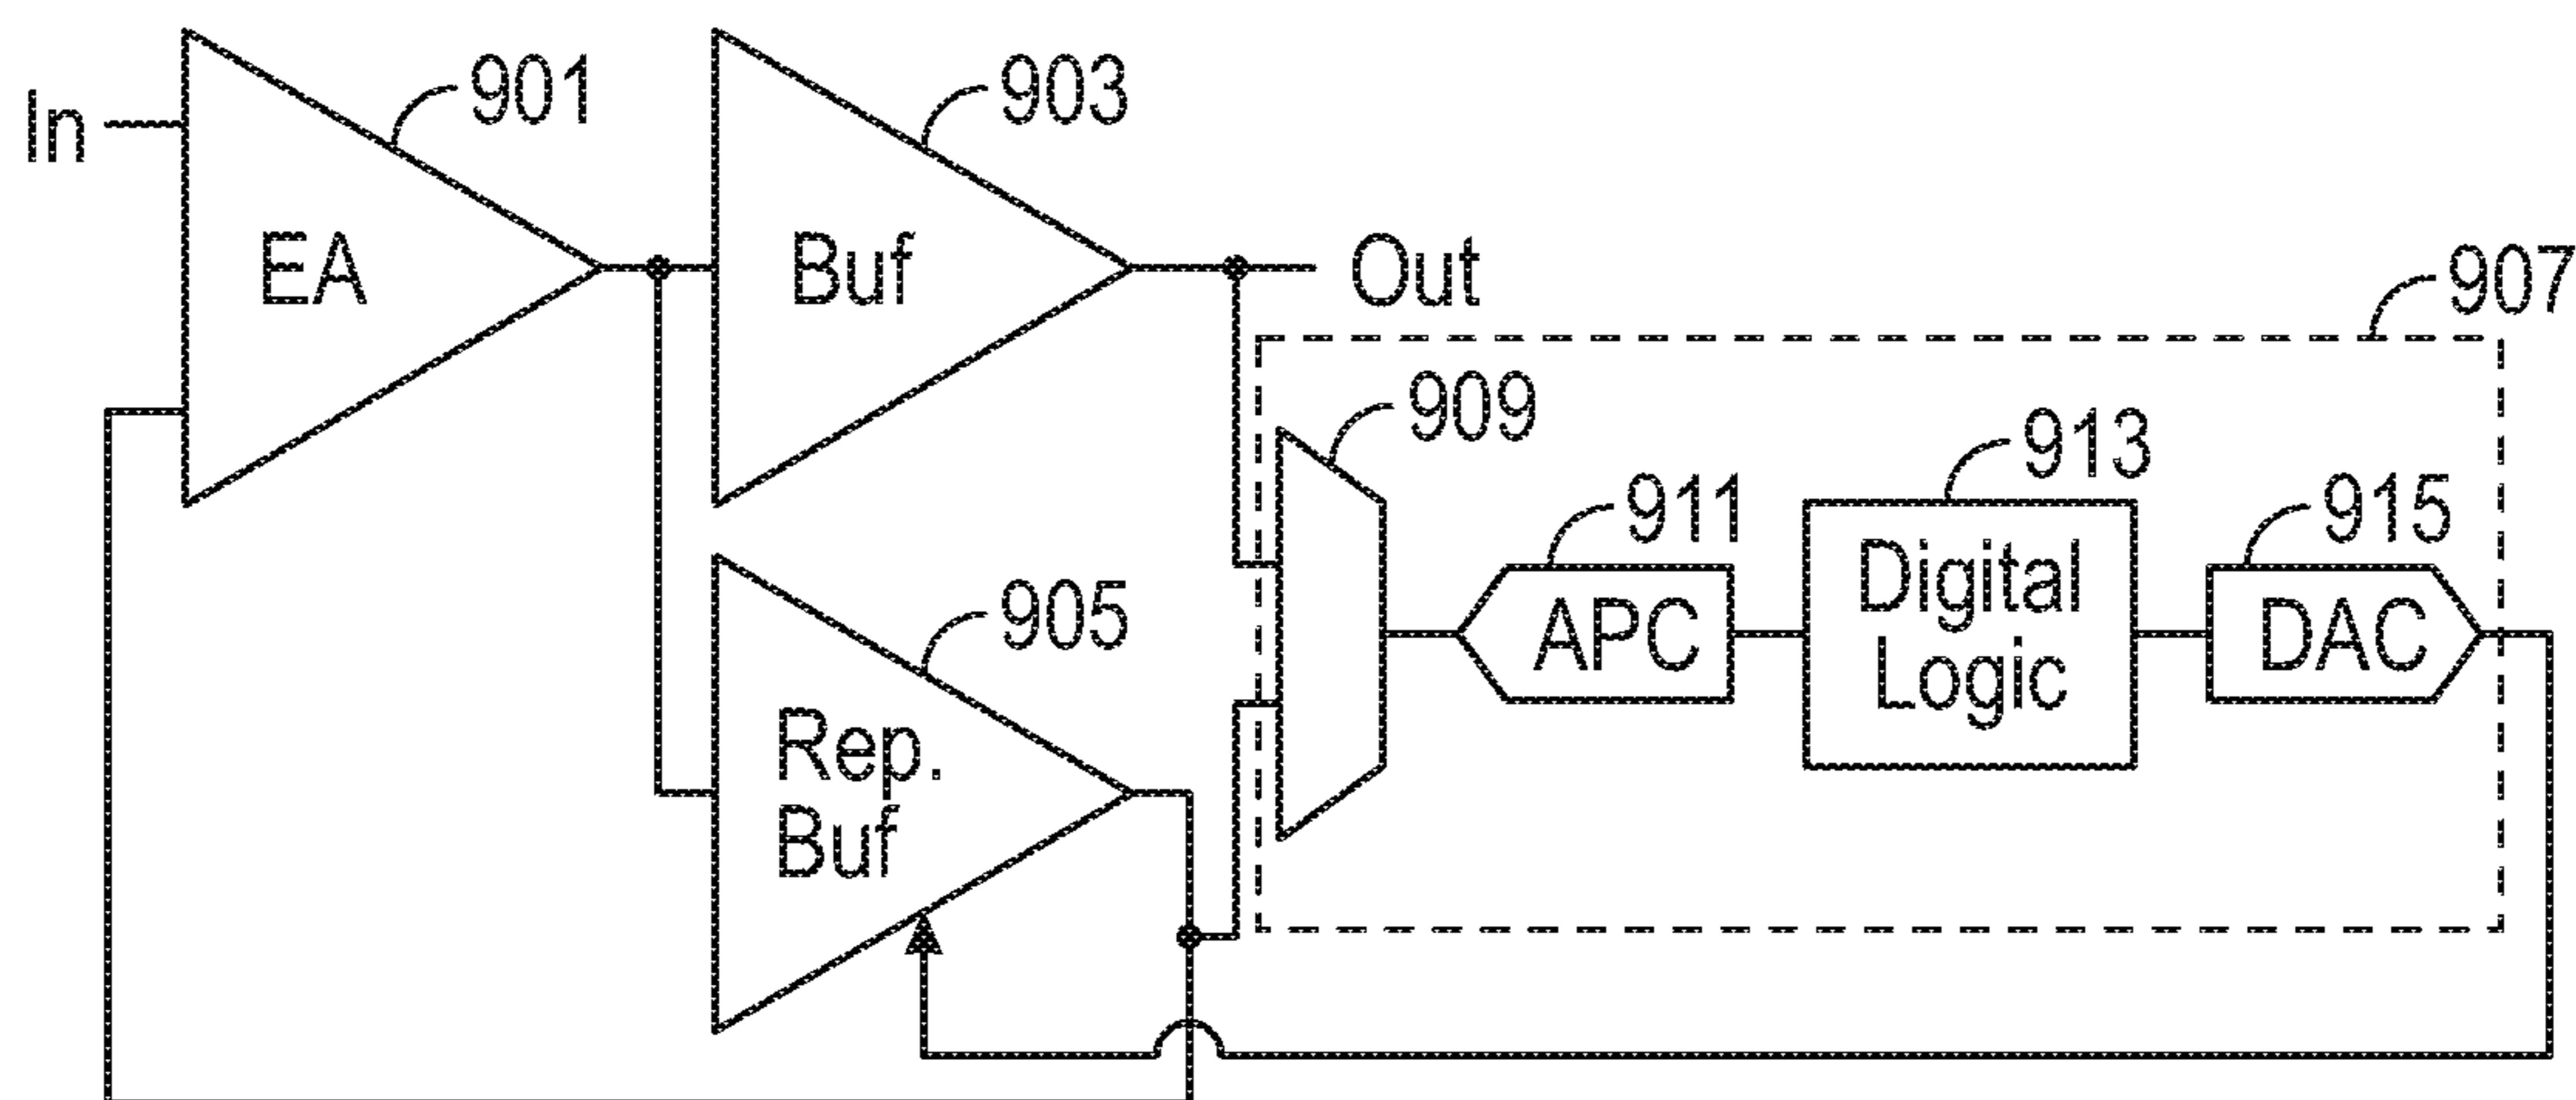 In
EA
901
Buf
903
Out
907
909
911
APC
913
Digital
Logic
915
DAC
Rep.
Buf
905